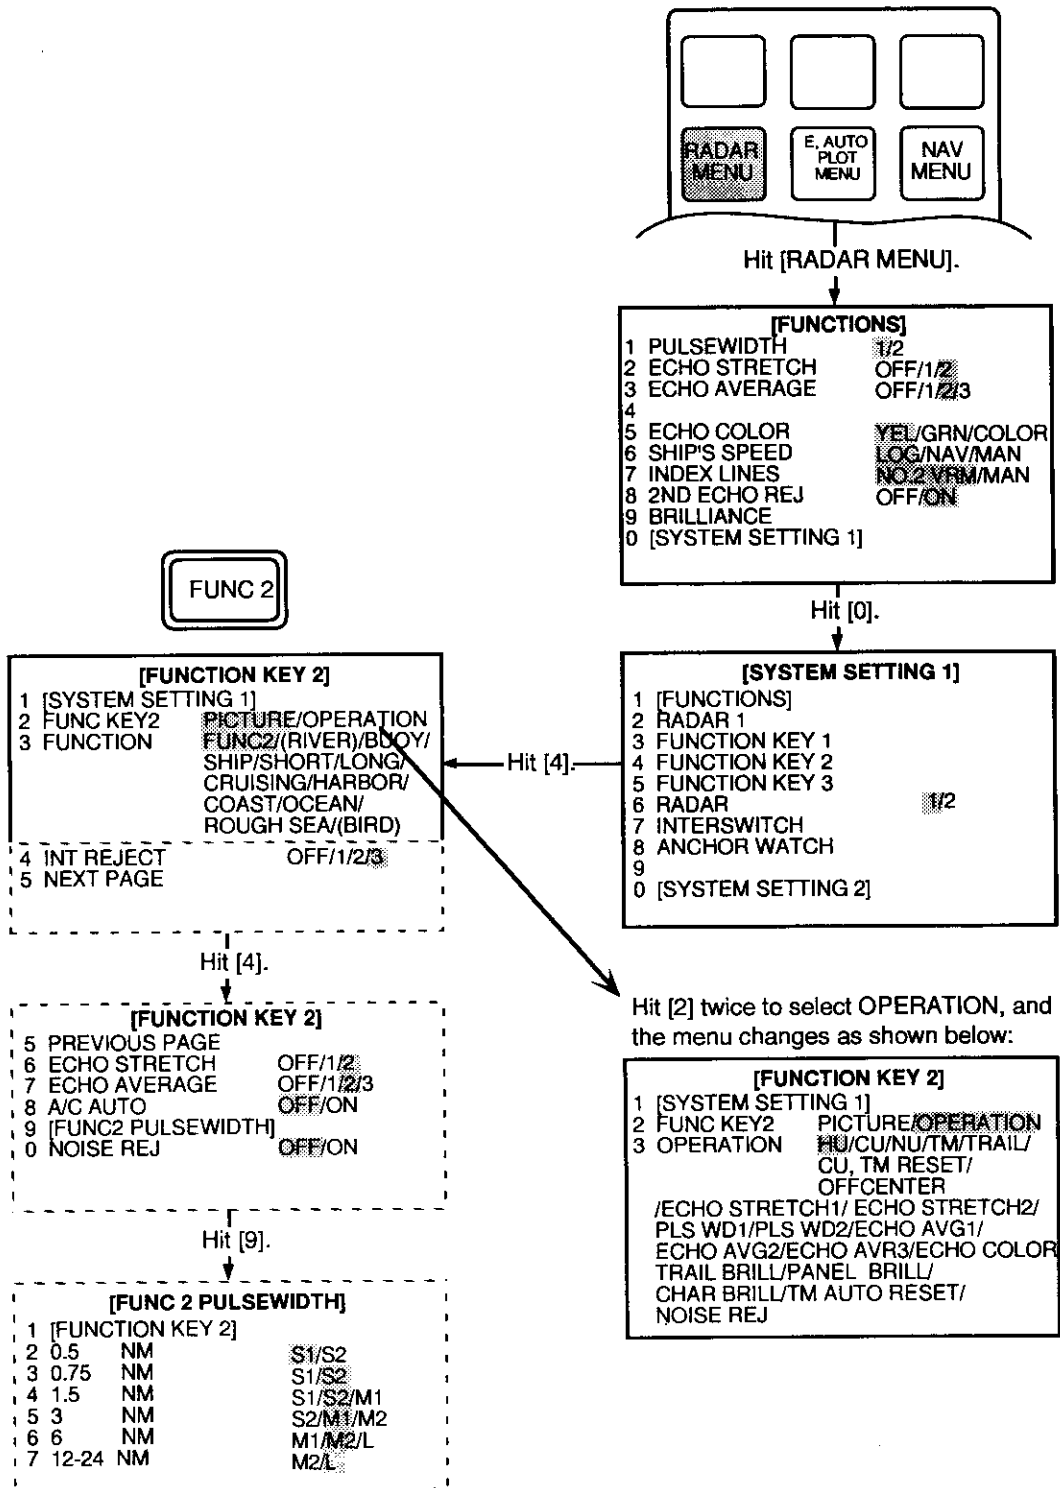 RADAR
MENU
E, AUTO
PLOT
MENU
NAV
MENU
Hit [RADAR MENU].
[FUNCTIONS]
1 PULSEWIDTH 1/2
2 ECHO STRETCH OFF/1/2
3 ECHO AVERAGE OFF/1/2/3
4
5 ECHO COLOR YEL/GRN/COLOR
6 SHIP'S SPEED LOG/NAV/MAN
7 INDEX LINES NO.2 VRM/MAN
8 2ND ECHO REJ OFF/ON
9 BRILLIANCE
0 [SYSTEM SETTING 1]
Hit [0].
[SYSTEM SETTING 1]
1 [FUNCTIONS]
2 RADAR 1
3 FUNCTION KEY 1
4 FUNCTION KEY 2
5 FUNCTION KEY 3
6 RADAR 1/2
7 INTERSWITCH
8 ANCHOR WATCH
9
0 [SYSTEM SETTING 2]
Hit [4].
FUNC 2
[FUNCTION KEY 2]
1 [SYSTEM SETTING 1]
2 FUNC KEY2 PICTURE/OPERATION
3 FUNCTION FUNC2/(RIVER)/BUOY/
SHIP/SHORT/LONG/
CRUISING/HARBOR/
COAST/OCEAN/
ROUGH SEA/(BIRD)
4 INT REJECT OFF/1/2/3
5 NEXT PAGE
Hit [4].
[FUNCTION KEY 2]
5 PREVIOUS PAGE
6 ECHO STRETCH OFF/1/2
7 ECHO AVERAGE OFF/1/2/3
8 A/C AUTO OFF/ON
9 [FUNC2 PULSEWIDTH]
0 NOISE REJ OFF/ON
Hit [9].
[FUNC 2 PULSEWIDTH]
1 [FUNCTION KEY 2]
2 0.5 NM S1/S2
3 0.75 NM S1/S2
4 1.5 NM S1/S2/M1
5 3 NM S2/M1/M2
6 6 NM M1/M2/L
7 12-24 NM M2/L
Hit [2] twice to select OPERATION, and
the menu changes as shown below:
[FUNCTION KEY 2]
1 [SYSTEM SETTING 1]
2 FUNC KEY2 PICTURE/OPERATION
3 OPERATION HU/CU/NU/TM/TRAIL/
CU, TM RESET/
OFFCENTER
/ECHO STRETCH1/ ECHO STRETCH2/
PLS WD1/PLS WD2/ECHO AVG1/
ECHO AVG2/ECHO AVR3/ECHO COLOR
TRAIL BRILL/PANEL BRILL/
CHAR BRILL/TM AUTO RESET/
NOISE REJ